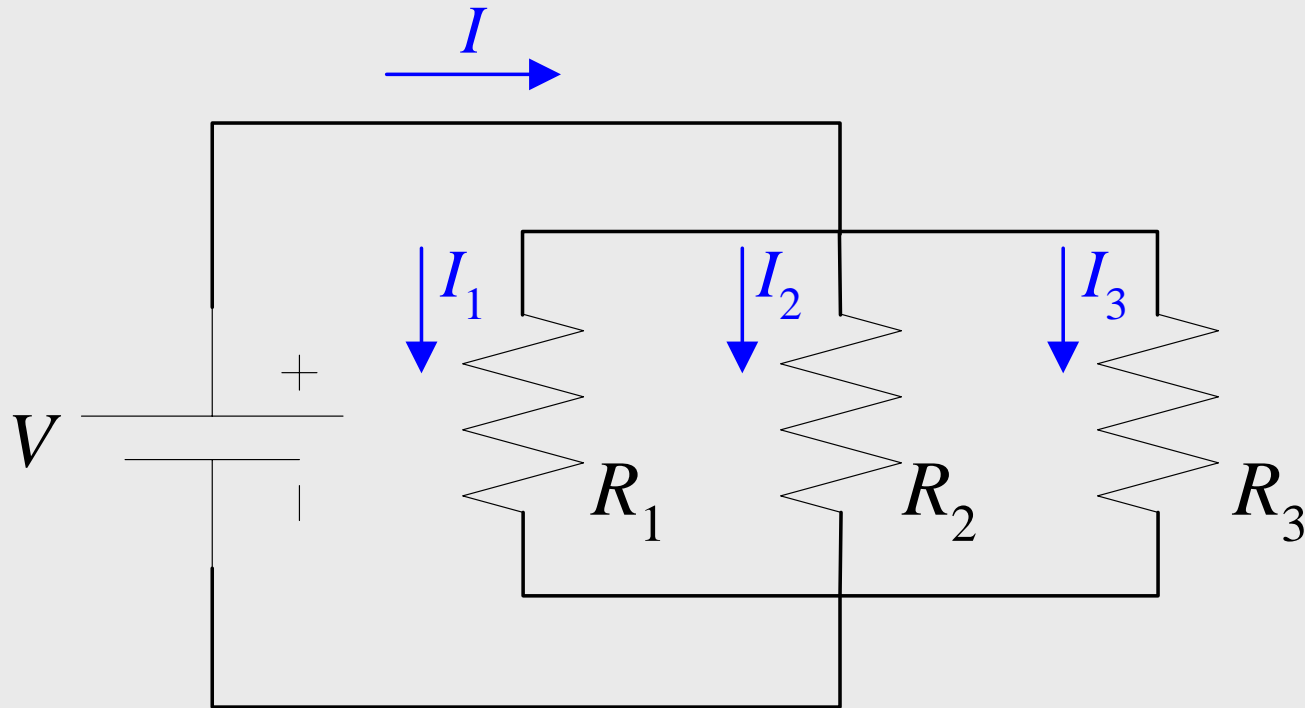 I
I₁ I₂ I₃
+
V
−
R₁ R₂ R₃